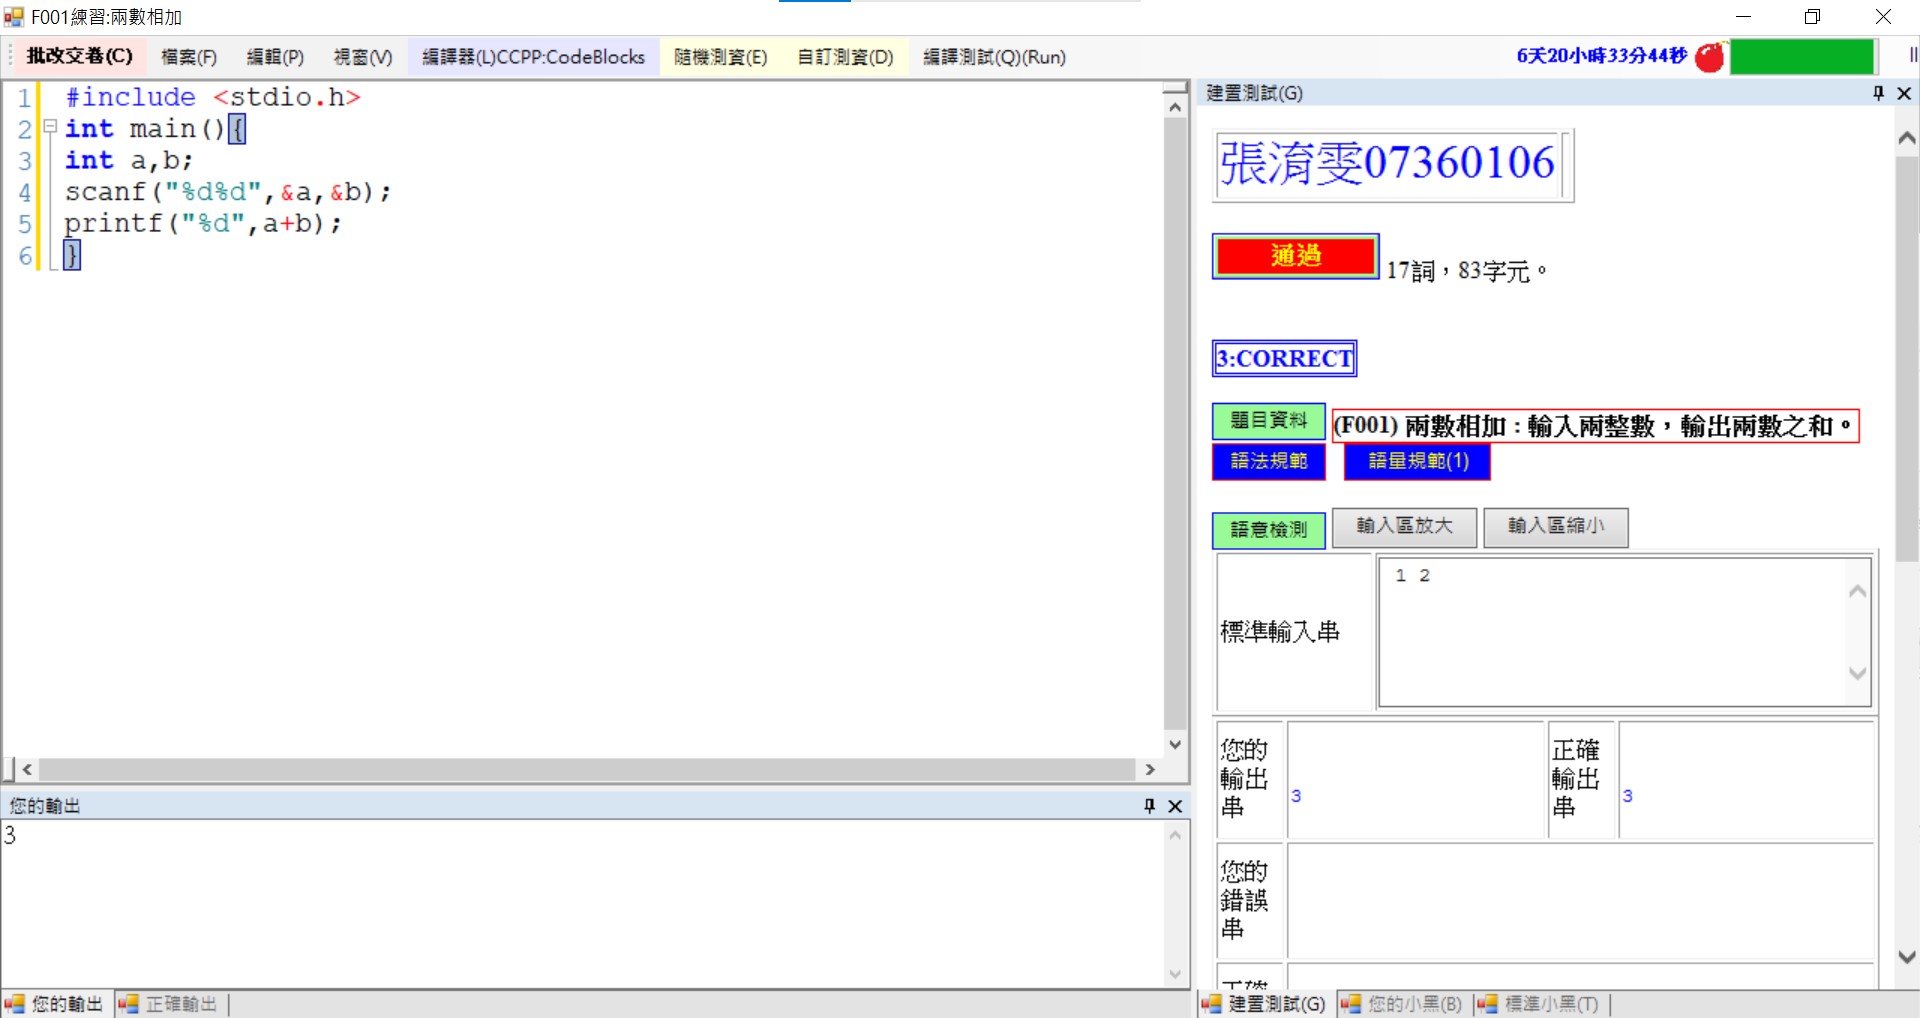 F001練習:兩數相加
批改交卷(C) 檔案(F) 編輯(P) 視窗(V) 編譯器(L)CCPP:CodeBlocks 隨機測資(E) 自訂測資(D) 編譯測試(Q)(Run) 6天20小時33分44秒
1 #include <stdio.h>
2 int main(){
3 int a,b;
4 scanf("%d%d",&a,&b);
5 printf("%d",a+b);
6 }
您的輸出
3
您的輸出 正確輸出
建置測試(G)
張淯雯07360106
通過 17詞，83字元。
3:CORRECT
題目資料 (F001) 兩數相加：輸入兩整數，輸出兩數之和。
語法規範 語量規範(1)
語意檢測 輸入區放大 輸入區縮小
標準輸入串 1 2
您的輸出串 3 正確輸出串 3
您的錯誤串
正確
建置測試(G) 您的小黑(B) 標準小黑(T)